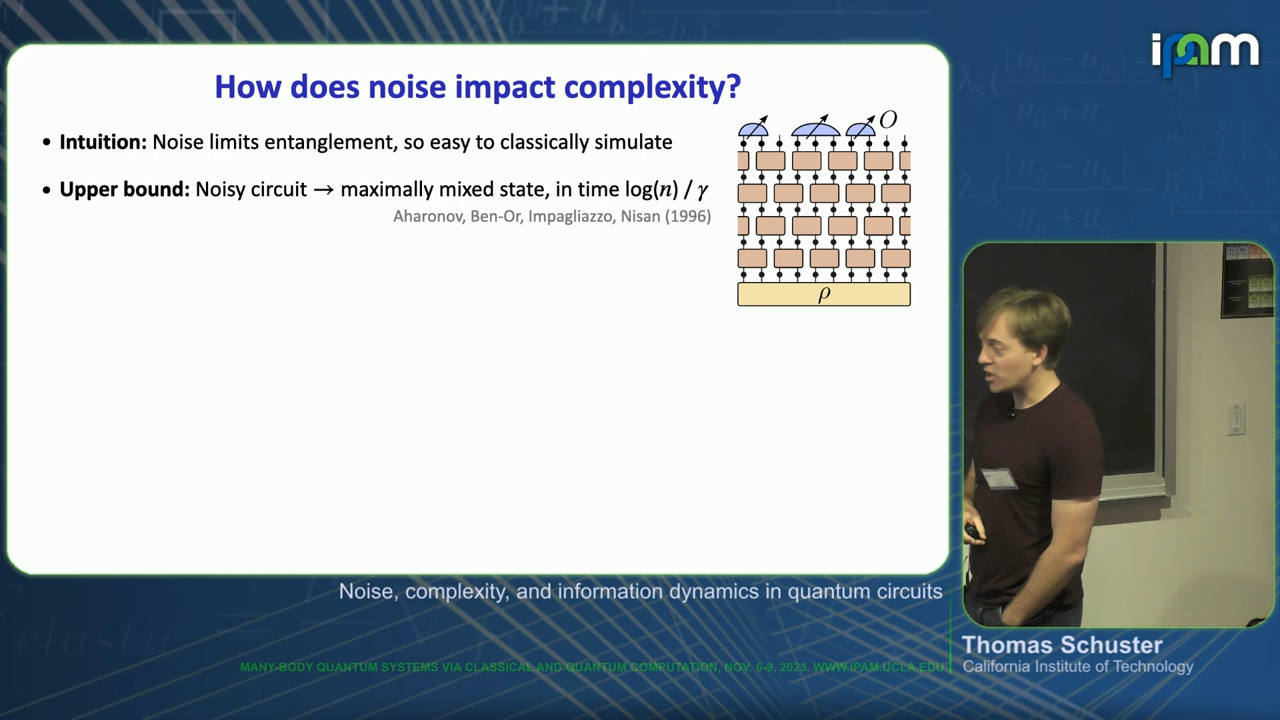 ipam
How does noise impact complexity?
• Intuition: Noise limits entanglement, so easy to classically simulate
• Upper bound: Noisy circuit → maximally mixed state, in time log(n) / γ
Aharonov, Ben-Or, Impagliazzo, Nisan (1996)
O
ρ
Noise, complexity, and information dynamics in quantum circuits
Thomas Schuster
California Institute of Technology
MANY-BODY QUANTUM SYSTEMS VIA CLASSICAL AND QUANTUM COMPUTATION, NOV. 6-9, 2023, WWW.IPAM.UCLA.EDU
elastic